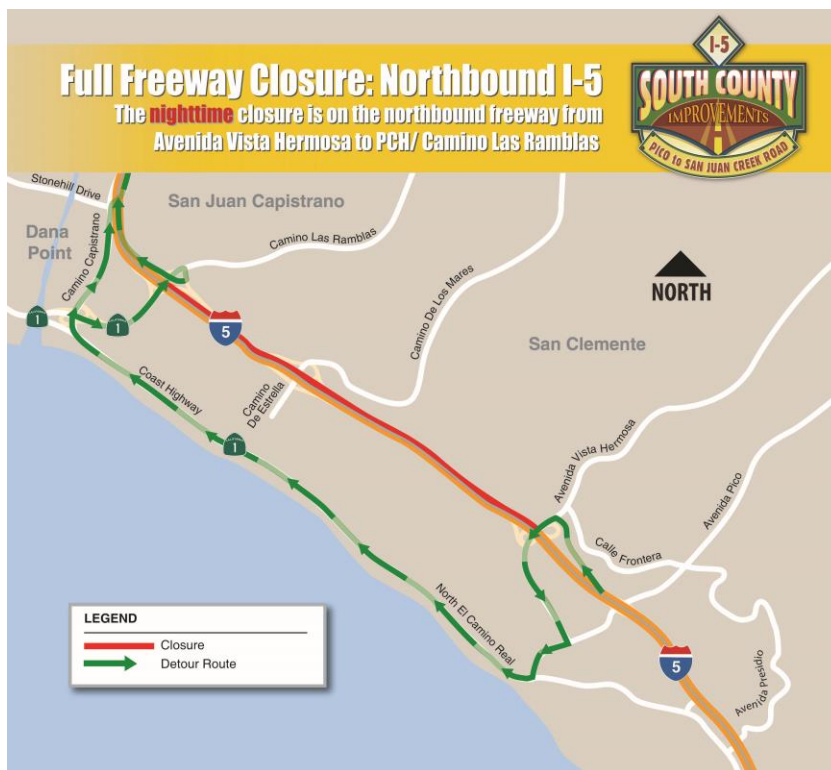 Full Freeway Closure: Northbound I-5
The nighttime closure is on the northbound freeway from
Avenida Vista Hermosa to PCH/ Camino Las Ramblas
I-5
SOUTH COUNTY
IMPROVEMENTS
PICO to SAN JUAN CREEK ROAD
Stonehill Drive
San Juan Capistrano
Dana
Point
Camino Capistrano
Camino Las Ramblas
Camino De Los Mares
NORTH
1
CALIFORNIA
1
5
San Clemente
Coast Highway
Camino
De Estrella
CALIFORNIA
1
Avenida Vista Hermosa
Avenida Pico
Calle Frontera
North El Camino Real
LEGEND
Closure
Detour Route
5
Avenida Presidio